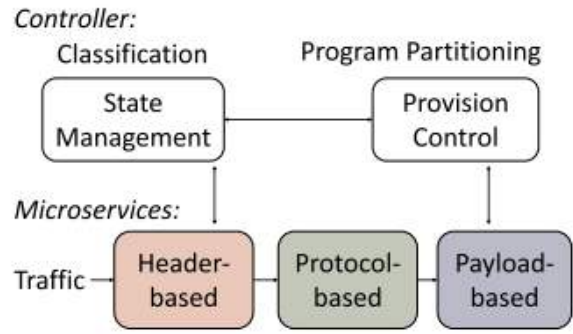 Controller:
Classification
Program Partitioning
State
Management
Provision
Control
Microservices:
Traffic
Header-
based
Protocol-
based
Payload-
based